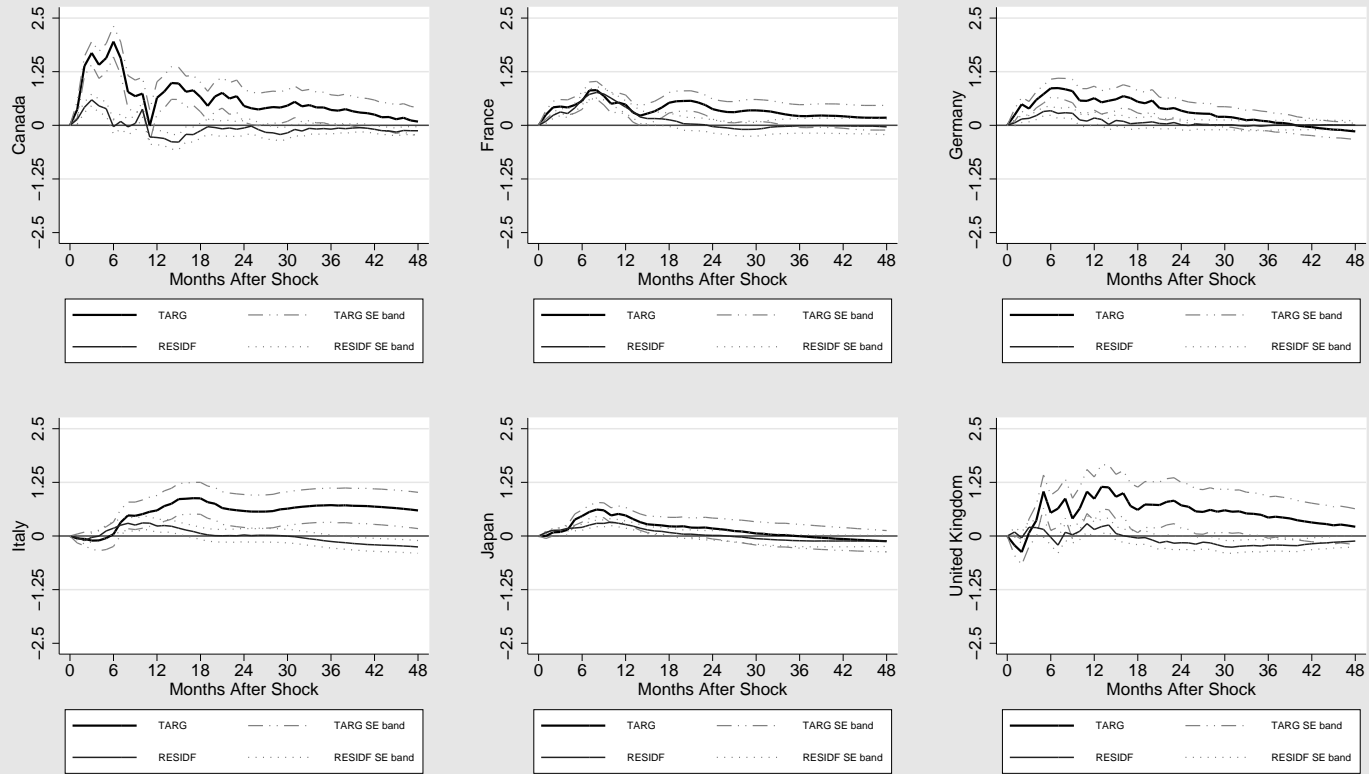 Canada
2.5
1.25
0
−1.25
−2.5
0 6 12 18 24 30 36 42 48
Months After Shock
TARG TARG SE band
RESIDF RESIDF SE band
France
2.5
1.25
0
−1.25
−2.5
0 6 12 18 24 30 36 42 48
Months After Shock
TARG TARG SE band
RESIDF RESIDF SE band
Germany
2.5
1.25
0
−1.25
−2.5
0 6 12 18 24 30 36 42 48
Months After Shock
TARG TARG SE band
RESIDF RESIDF SE band
Italy
2.5
1.25
0
−1.25
−2.5
0 6 12 18 24 30 36 42 48
Months After Shock
TARG TARG SE band
RESIDF RESIDF SE band
Japan
2.5
1.25
0
−1.25
−2.5
0 6 12 18 24 30 36 42 48
Months After Shock
TARG TARG SE band
RESIDF RESIDF SE band
United Kingdom
2.5
1.25
0
−1.25
−2.5
0 6 12 18 24 30 36 42 48
Months After Shock
TARG TARG SE band
RESIDF RESIDF SE band